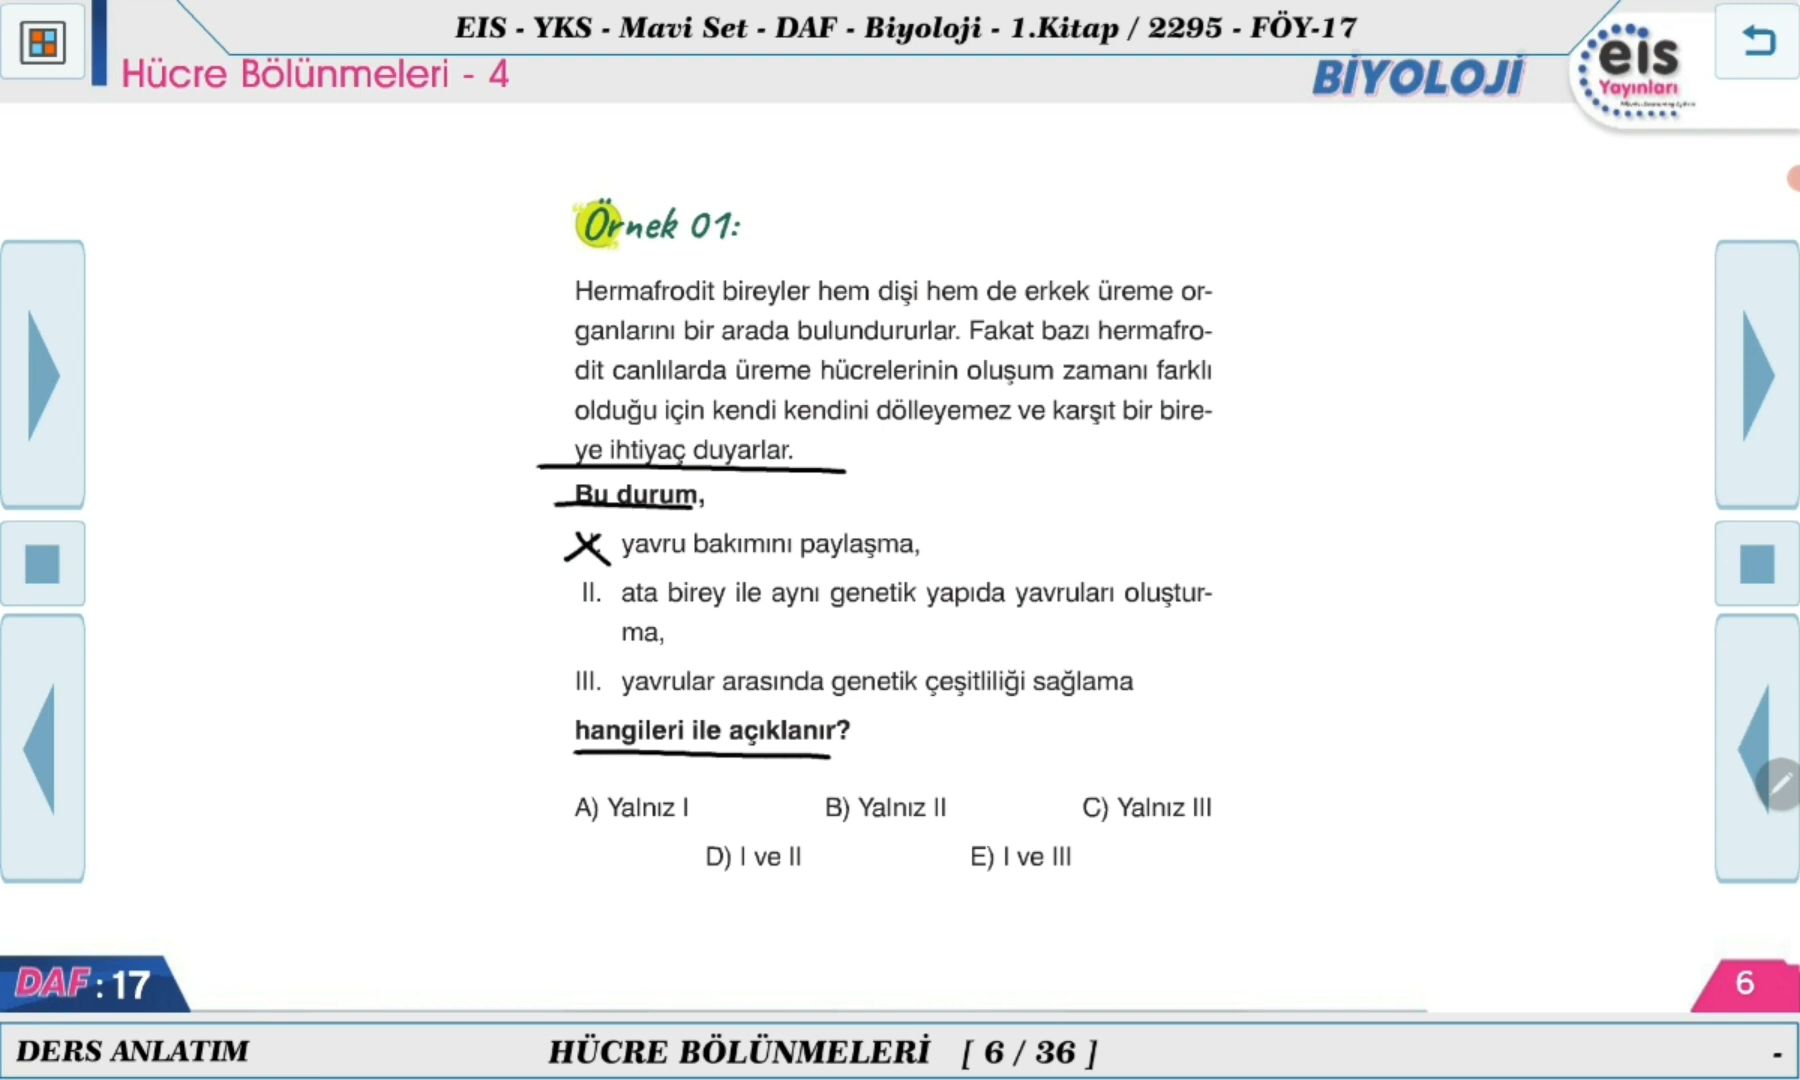 EIS - YKS - Mavi Set - DAF - Biyoloji - 1.Kitap / 2295 - FÖY-17
Hücre Bölünmeleri - 4
BİYOLOJİ
eis
Yayınları
Örnek 01:
Hermafrodit bireyler hem dişi hem de erkek üreme or-
ganlarını bir arada bulundururlar. Fakat bazı hermafro-
dit canlılarda üreme hücrelerinin oluşum zamanı farklı
olduğu için kendi kendini dölleyemez ve karşıt bir bire-
ye ihtiyaç duyarlar.
Bu durum,
yavru bakımını paylaşma,
II. ata birey ile aynı genetik yapıda yavruları oluştur-
ma,
III. yavrular arasında genetik çeşitliliği sağlama
hangileri ile açıklanır?
A) Yalnız I B) Yalnız II C) Yalnız III
D) I ve II E) I ve III
DAF : 17
6
DERS ANLATIM HÜCRE BÖLÜNMELERİ [ 6 / 36 ] -